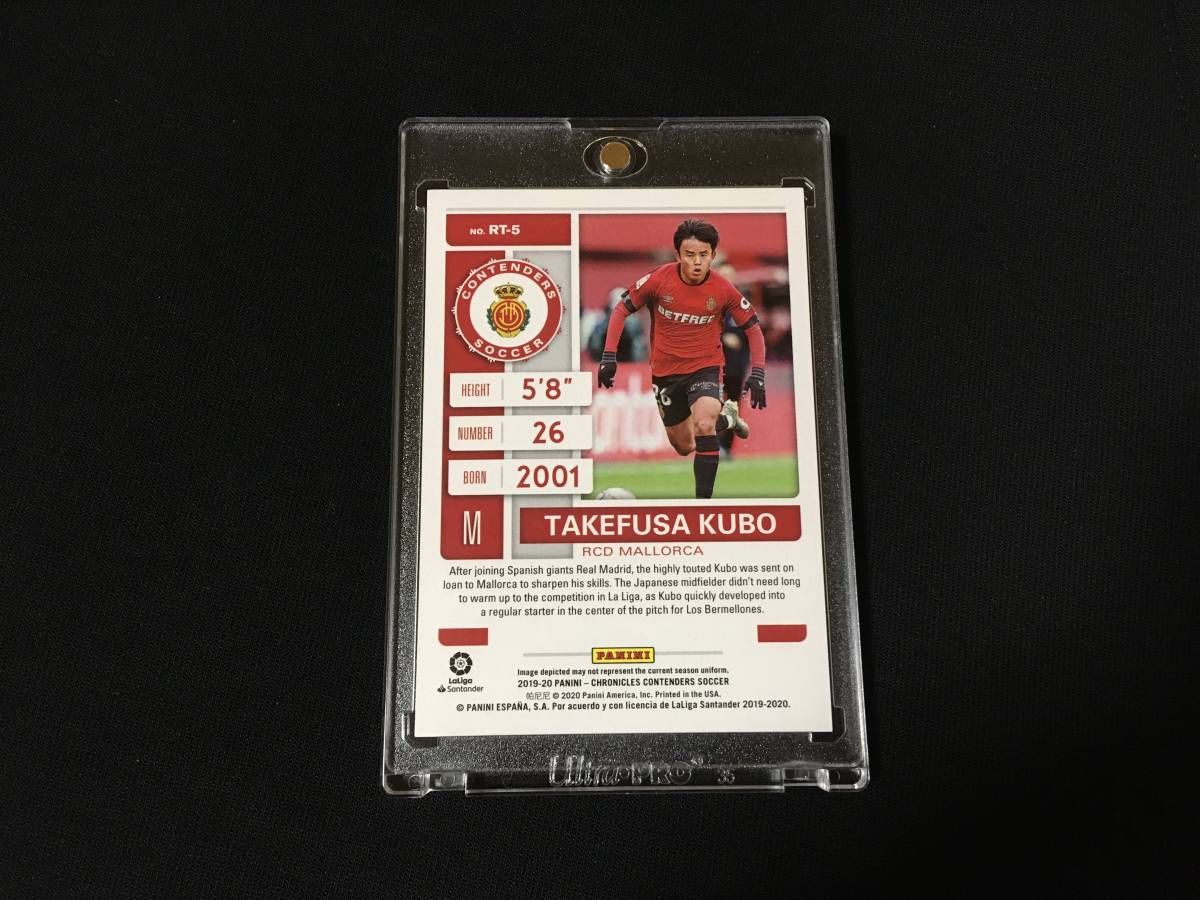 NO. RT-5
CONTENDERS
SOCCER
HEIGHT 5'8"
NUMBER 26
BORN 2001
M
BETFRED
26
TAKEFUSA KUBO
RCD MALLORCA
After joining Spanish giants Real Madrid, the highly touted Kubo was sent on
loan to Mallorca to sharpen his skills. The Japanese midfielder didn't need long
to warm up to the competition in La Liga, as Kubo quickly developed into
a regular starter in the center of the pitch for Los Bermellones.
PANINI
LaLiga
Santander
Image depicted may not represent the current season uniform.
2019-20 PANINI – CHRONICLES CONTENDERS SOCCER
帕尼尼 © 2020 Panini America, Inc. Printed in the USA.
© PANINI ESPAÑA, S.A. Por acuerdo y con licencia de LaLiga Santander 2019-2020.
Ultra•PRO